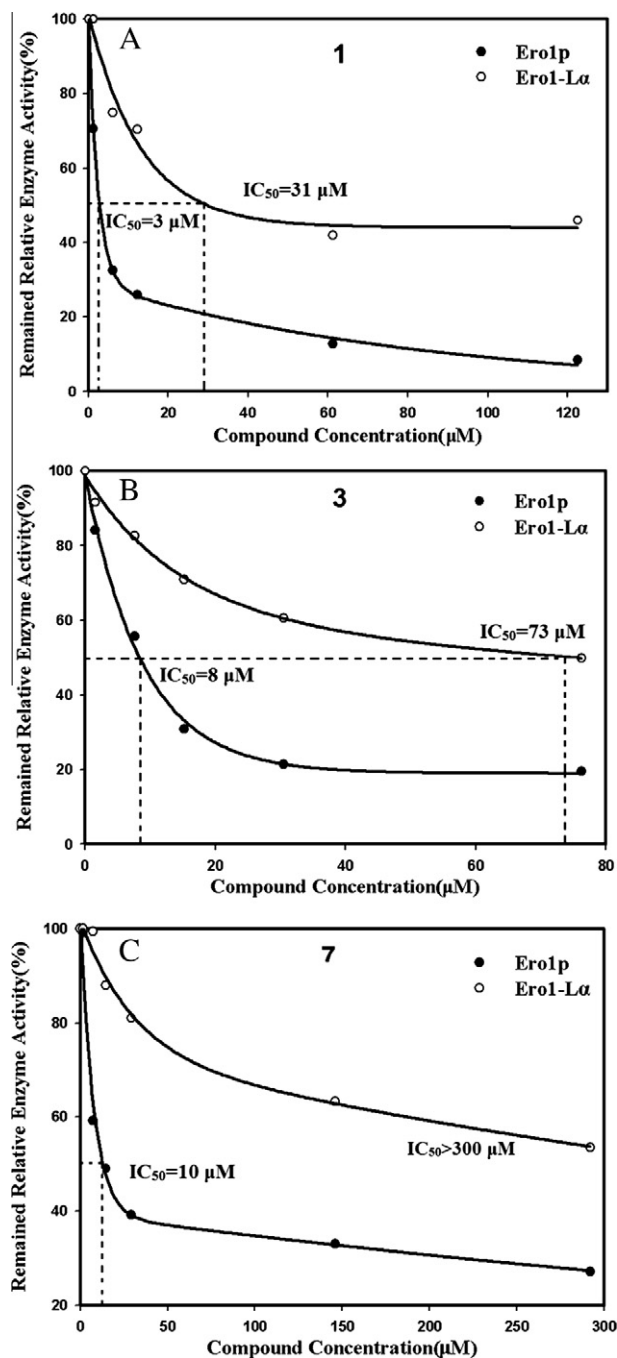 A
1
Ero1p
Ero1-Lα
Remained Relative Enzyme Activity(%)
100
80
60
40
20
0
IC50=31 μM
IC50=3 μM
0 20 40 60 80 100 120
Compound Concentration(μM)
B
3
Ero1p
Ero1-Lα
Remained Relative Enzyme Activity(%)
100
80
60
40
20
0
IC50=73 μM
IC50=8 μM
0 20 40 60 80
Compound Concentration(μM)
C
7
Ero1p
Ero1-Lα
Remained Relative Enzyme Activity(%)
100
80
60
40
20
IC50>300 μM
IC50=10 μM
0 50 100 150 200 250 300
Compound Concentration(μM)